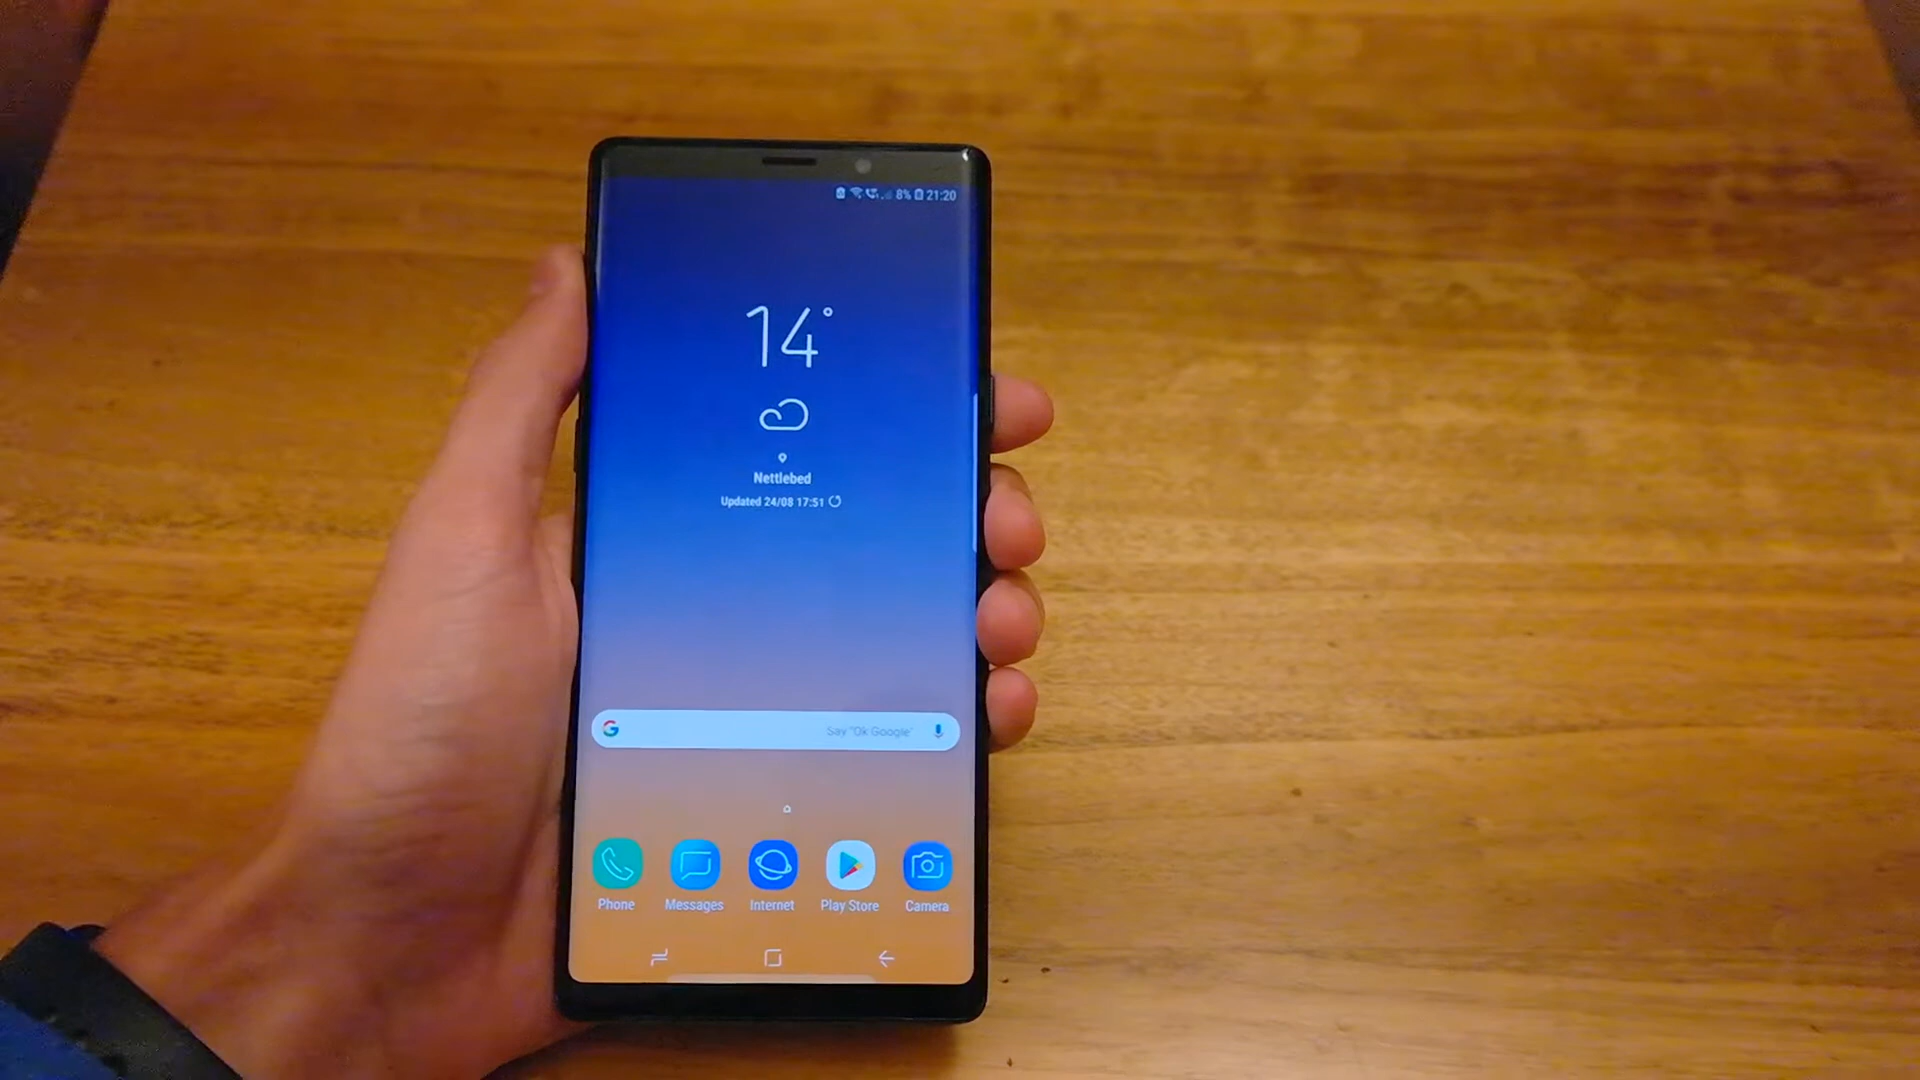 8% 21:20
14°
Nettlebed
Updated 24/08 17:51
G Say "Ok Google"
Phone Messages Internet Play Store Camera